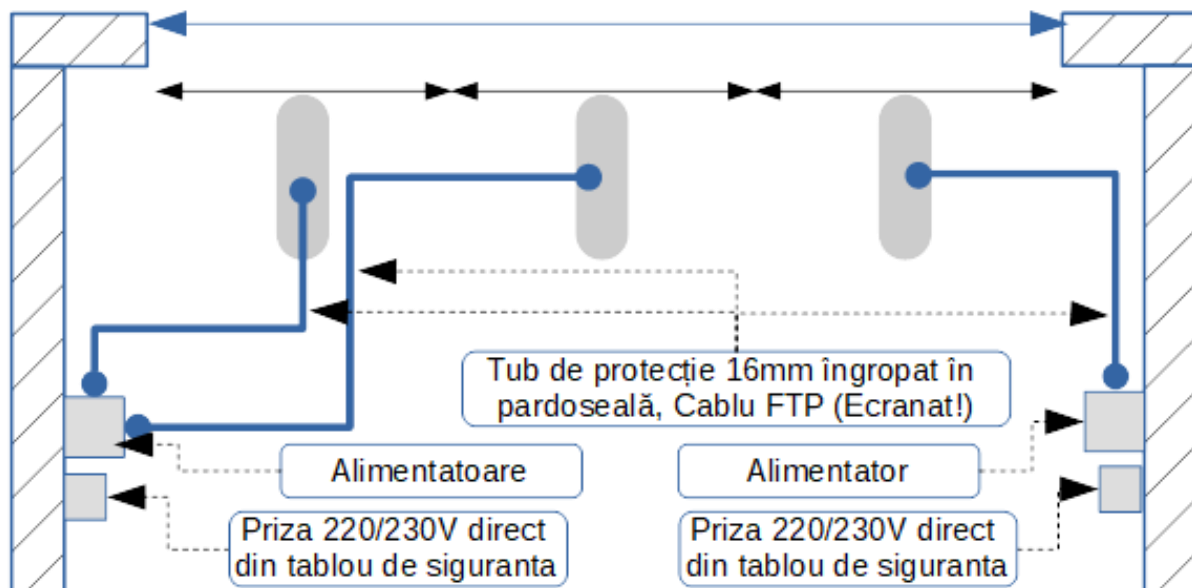 Tub de protecție 16mm îngropat în
pardoseală, Cablu FTP (Ecranat!)
Alimentatoare
Alimentator
Priza 220/230V direct
din tablou de siguranta
Priza 220/230V direct
din tablou de siguranta